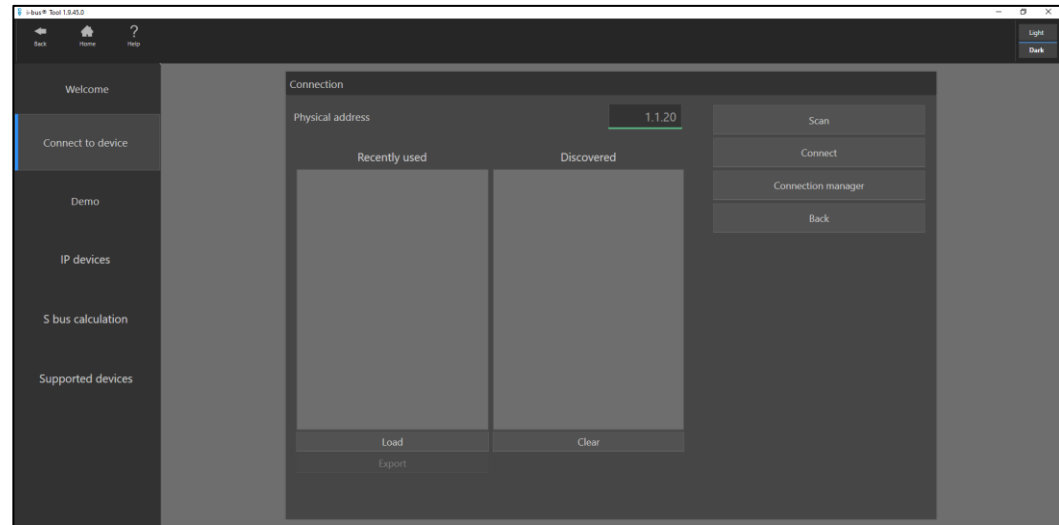 i-bus® Tool 1.9.45.0
Back Home Help
Light
Dark
Welcome
Connect to device
Demo
IP devices
S bus calculation
Supported devices
Connection
Physical address 1.1.20
Recently used Discovered
Load Clear
Export
Scan
Connect
Connection manager
Back